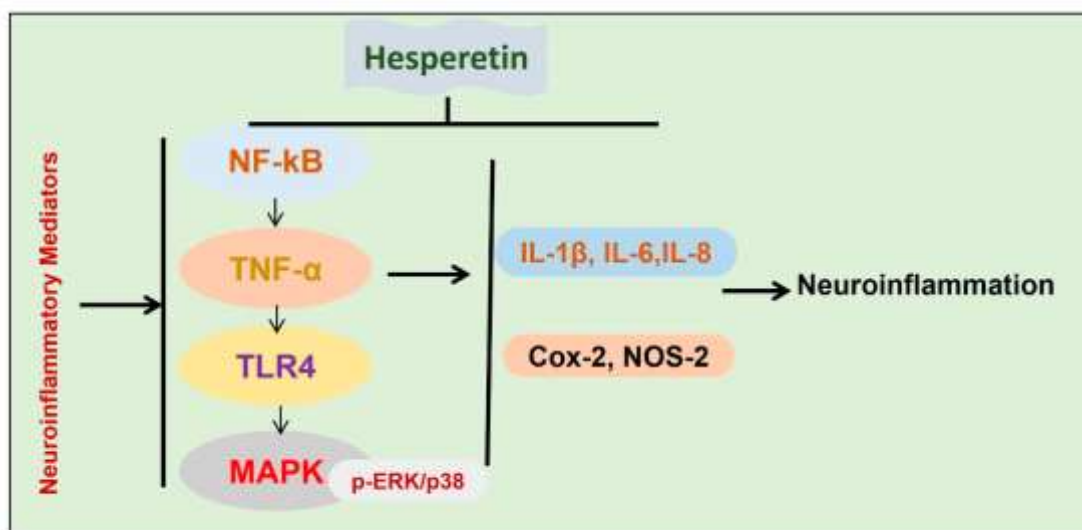 Hesperetin
Neuroinflammatory Mediators
NF-kB
TNF-α
TLR4
MAPK
p-ERK/p38
IL-1β, IL-6,IL-8
Cox-2, NOS-2
Neuroinflammation